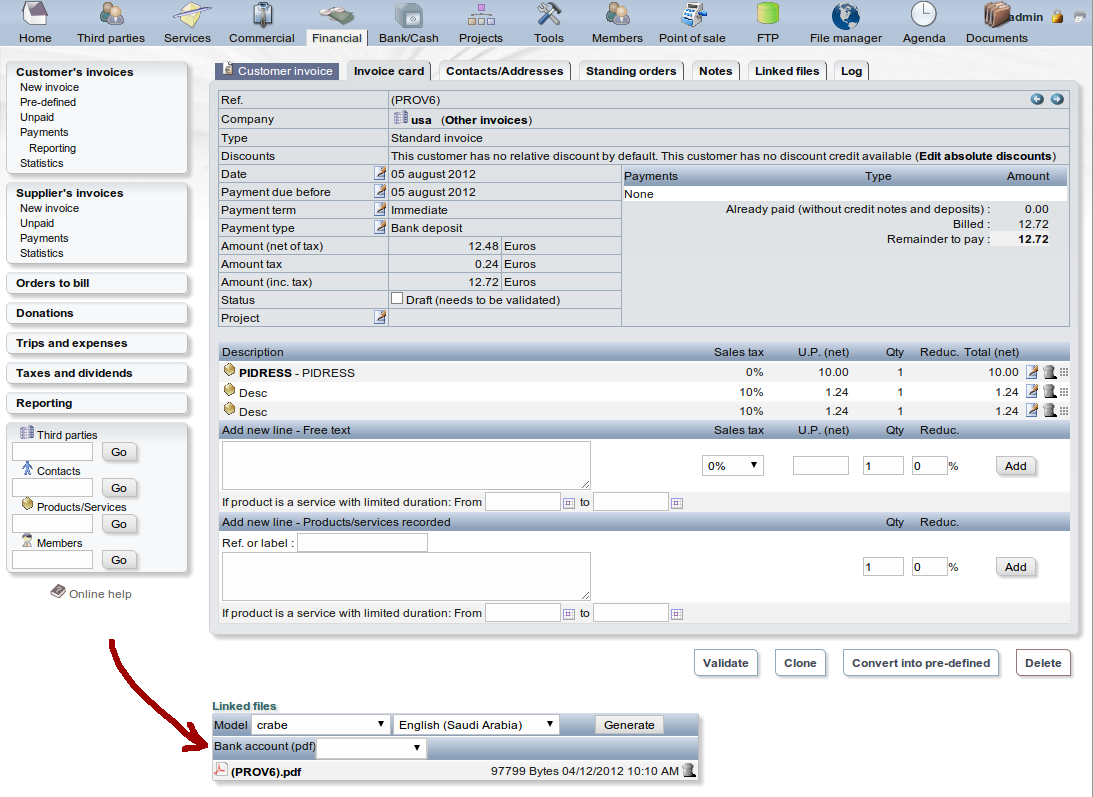 Home Third parties Services Commercial Financial Bank/Cash Projects Tools Members Point of sale FTP File manager Agenda Documents admin
Customer's invoices
New invoice
Pre-defined
Unpaid
Payments
Reporting
Statistics
Supplier's invoices
New invoice
Unpaid
Payments
Statistics
Orders to bill
Donations
Trips and expenses
Taxes and dividends
Reporting
Third parties
Go
Contacts
Go
Products/Services
Go
Members
Go
Online help
Customer invoice Invoice card Contacts/Addresses Standing orders Notes Linked files Log
Ref. (PROV6)
Company usa (Other invoices)
Type Standard invoice
Discounts This customer has no relative discount by default. This customer has no discount credit available (Edit absolute discounts)
Date 05 august 2012
Payment due before 05 august 2012
Payment term Immediate
Payment type Bank deposit
Amount (net of tax) 12.48 Euros
Amount tax 0.24 Euros
Amount (inc. tax) 12.72 Euros
Status Draft (needs to be validated)
Project
Payments Type Amount
None
Already paid (without credit notes and deposits) : 0.00
Billed : 12.72
Remainder to pay : 12.72
Description Sales tax U.P. (net) Qty Reduc. Total (net)
PIDRESS - PIDRESS 0% 10.00 1 10.00
Desc 10% 1.24 1 1.24
Desc 10% 1.24 1 1.24
Add new line - Free text Sales tax U.P. (net) Qty Reduc.
0% 1 0 % Add
If product is a service with limited duration: From to
Add new line - Products/services recorded Qty Reduc.
Ref. or label :
1 0 % Add
If product is a service with limited duration: From to
Validate Clone Convert into pre-defined Delete
Linked files
Model crabe English (Saudi Arabia) Generate
Bank account (pdf)
(PROV6).pdf 97799 Bytes 04/12/2012 10:10 AM